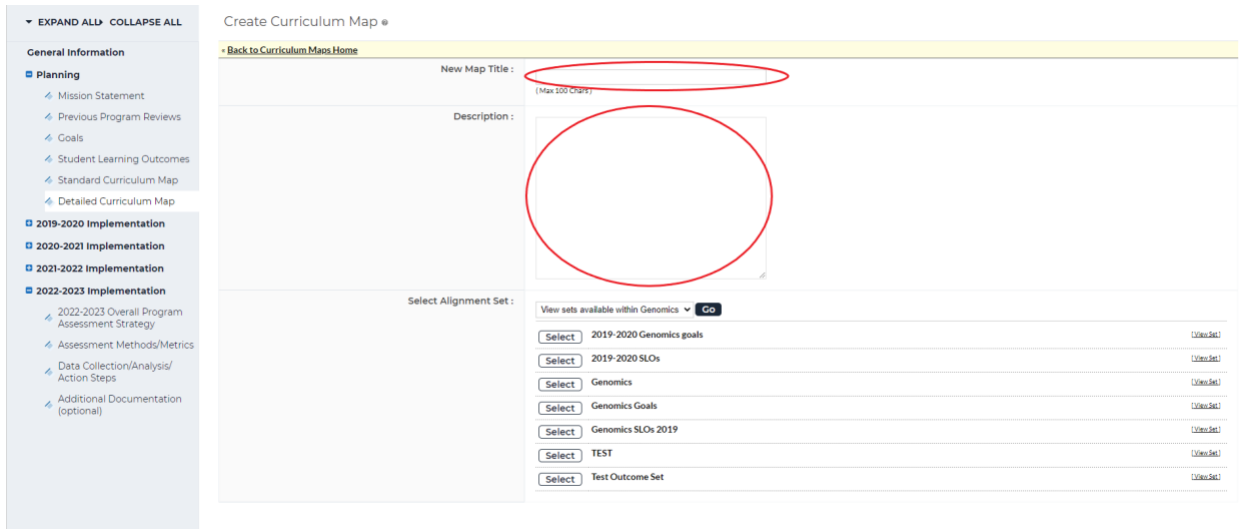 EXPAND ALL COLLAPSE ALL
General Information
Planning
Mission Statement
Previous Program Reviews
Goals
Student Learning Outcomes
Standard Curriculum Map
Detailed Curriculum Map
2019-2020 Implementation
2020-2021 Implementation
2021-2022 Implementation
2022-2023 Implementation
2022-2023 Overall Program
Assessment Strategy
Assessment Methods/Metrics
Data Collection/Analysis/
Action Steps
Additional Documentation
(optional)
Create Curriculum Map
« Back to Curriculum Maps Home
New Map Title :
( Max 100 Chars )
Description :
Select Alignment Set :
View sets available within Genomics Go
Select 2019-2020 Genomics goals [ View Set ]
Select 2019-2020 SLOs [ View Set ]
Select Genomics [ View Set ]
Select Genomics Goals [ View Set ]
Select Genomics SLOs 2019 [ View Set ]
Select TEST [ View Set ]
Select Test Outcome Set [ View Set ]